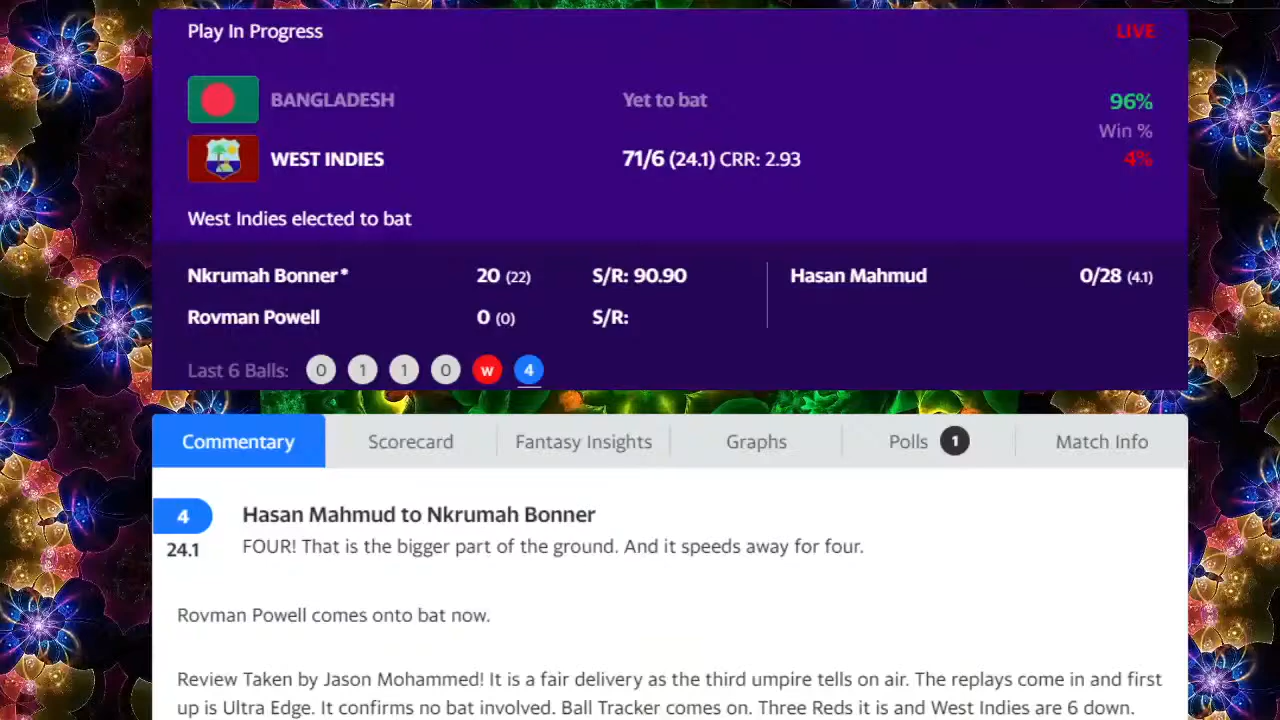 Play In Progress
LIVE
BANGLADESH Yet to bat 96%
Win %
WEST INDIES 71/6 (24.1) CRR: 2.93 4%
West Indies elected to bat
Nkrumah Bonner* 20 (22) S/R: 90.90 Hasan Mahmud 0/28 (4.1)
Rovman Powell 0 (0) S/R:
Last 6 Balls: 0 1 1 0 w 4
Commentary Scorecard Fantasy Insights Graphs Polls 1 Match Info
4 Hasan Mahmud to Nkrumah Bonner
24.1 FOUR! That is the bigger part of the ground. And it speeds away for four.
Rovman Powell comes onto bat now.
Review Taken by Jason Mohammed! It is a fair delivery as the third umpire tells on air. The replays come in and first
up is Ultra Edge. It confirms no bat involved. Ball Tracker comes on. Three Reds it is and West Indies are 6 down.